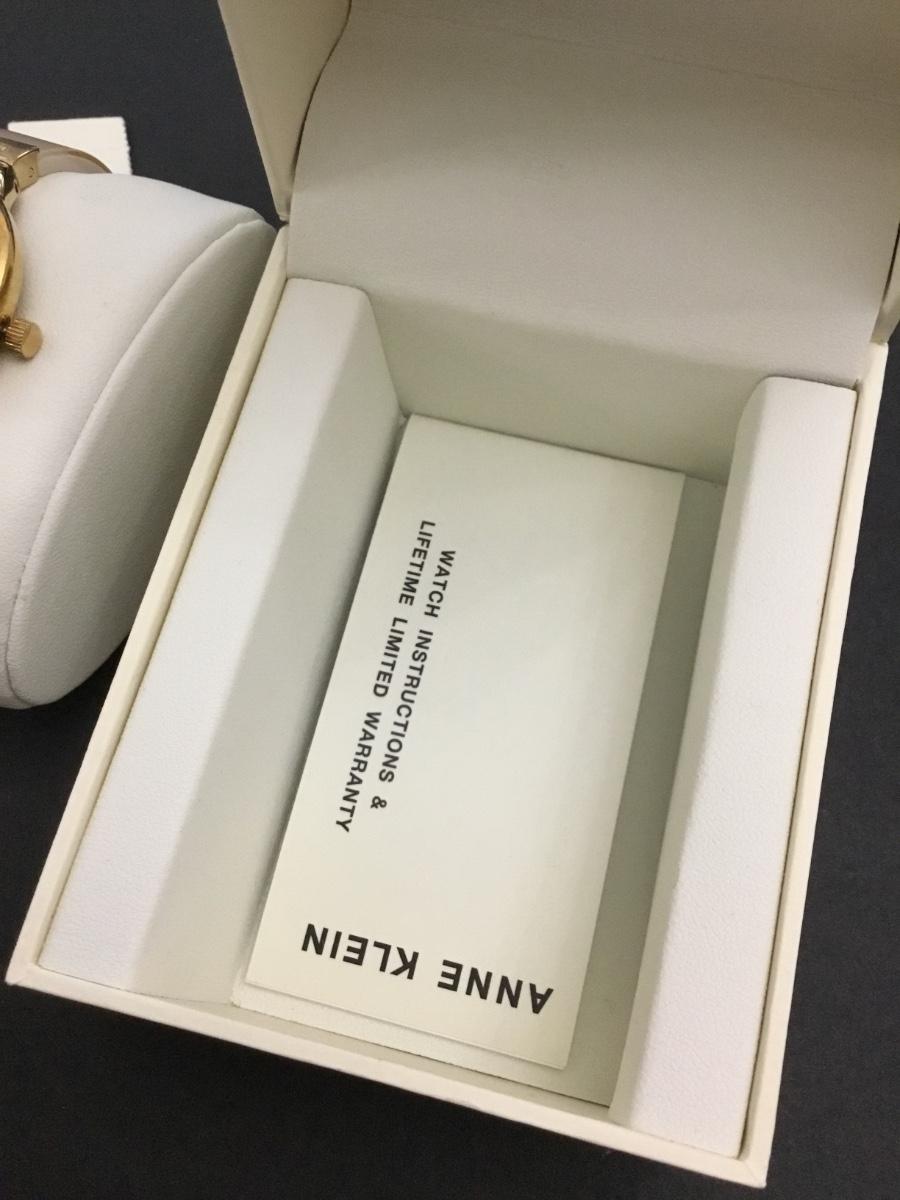 WATCH INSTRUCTIONS &
LIFETIME LIMITED WARRANTY
ANNE KLEIN